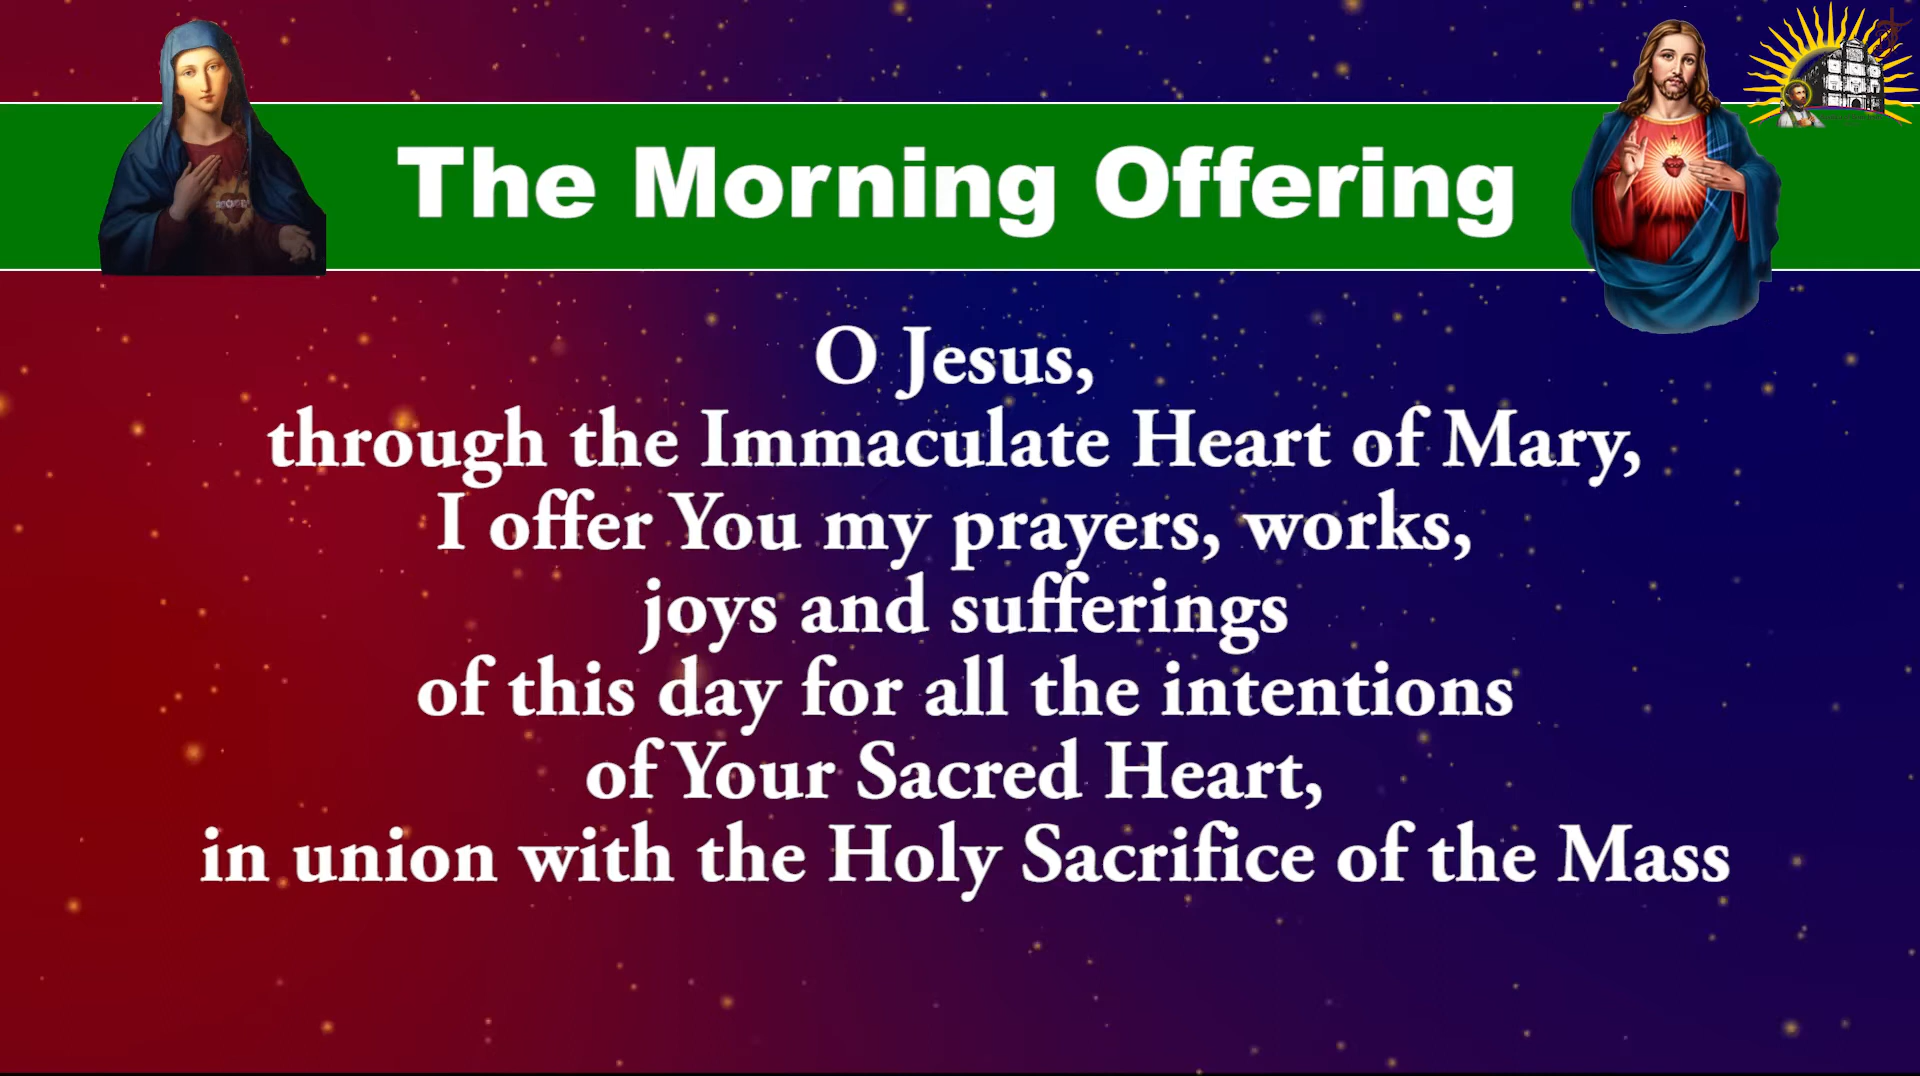 The Morning Offering
O Jesus,
through the Immaculate Heart of Mary,
I offer You my prayers, works,
joys and sufferings
of this day for all the intentions
of Your Sacred Heart,
in union with the Holy Sacrifice of the Mass